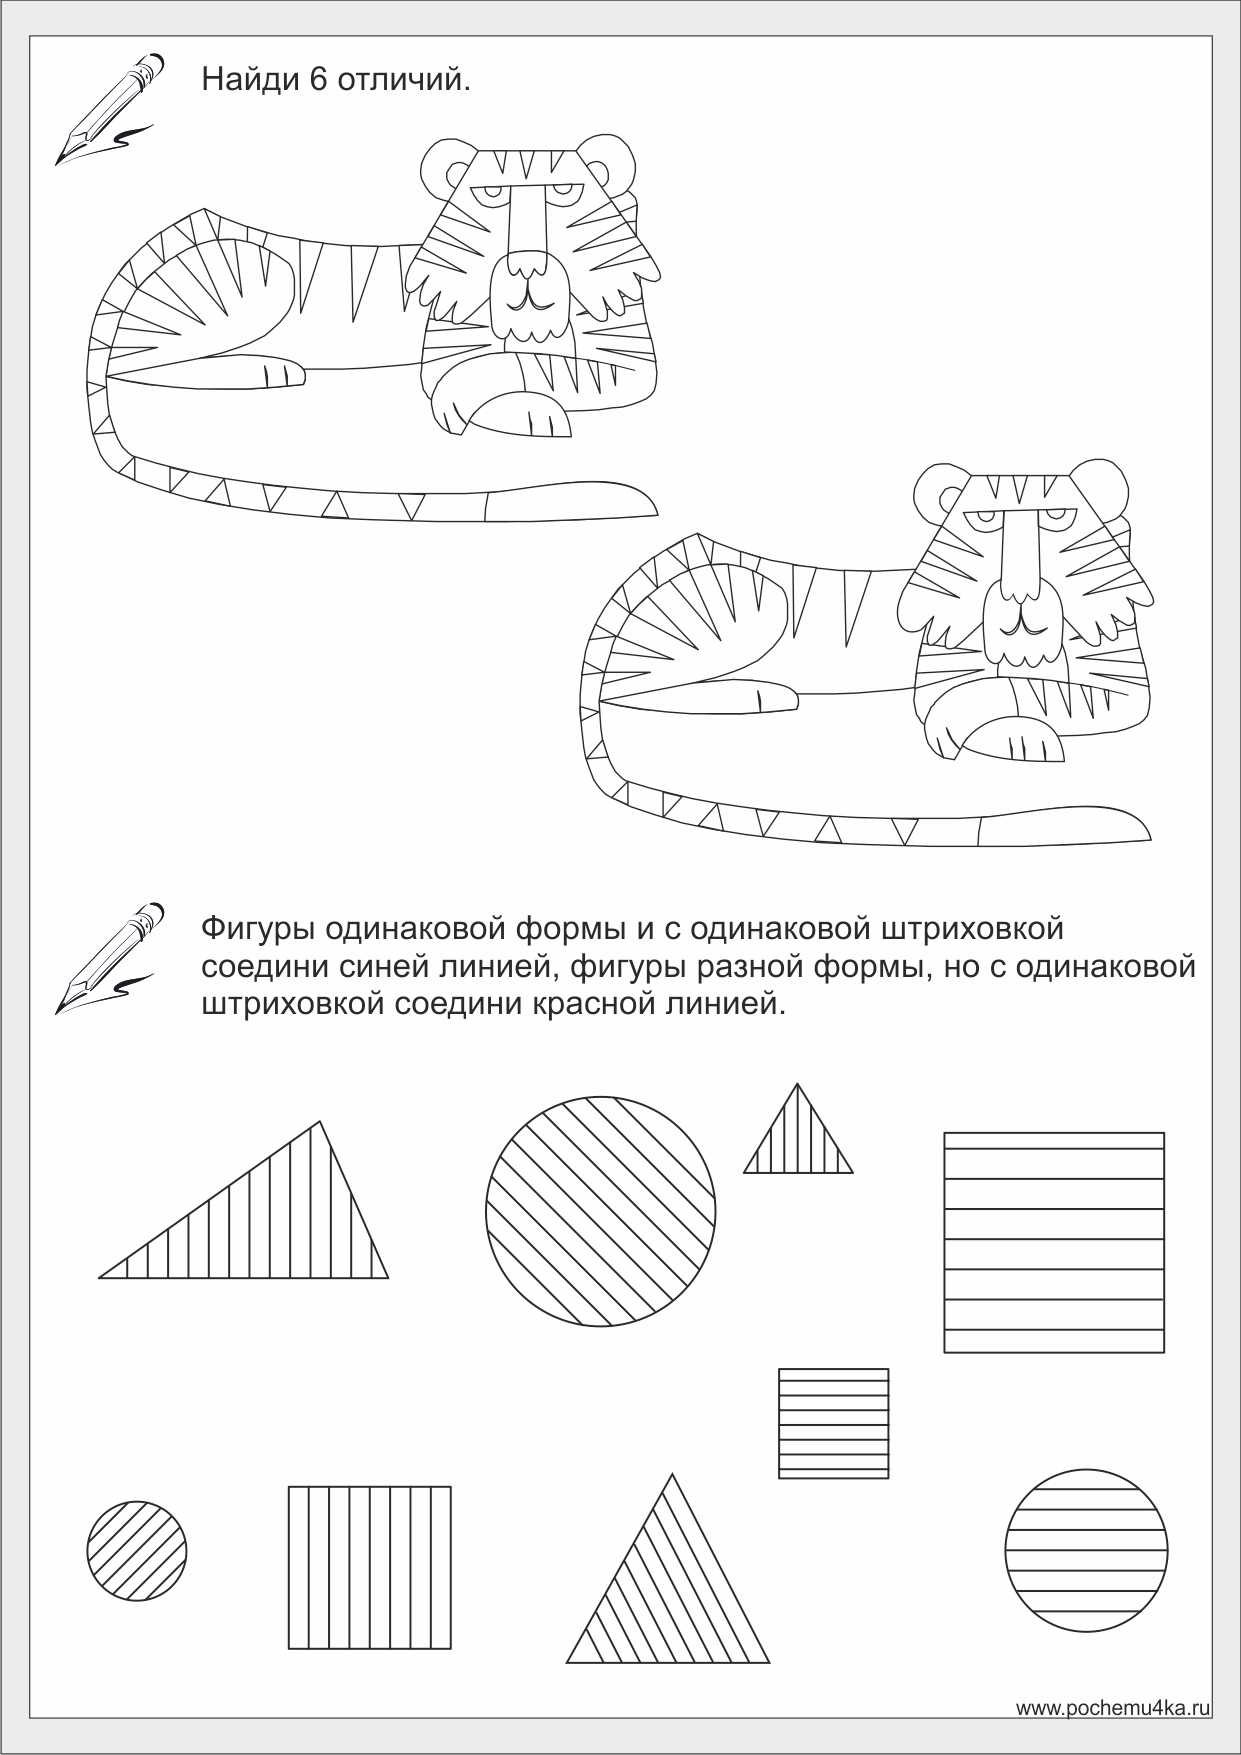 Найди 6 отличий.
Фигуры одинаковой формы и с одинаковой штриховкой
соедини синей линией, фигуры разной формы, но с одинаковой
штриховкой соедини красной линией.
www.pochemu4ka.ru